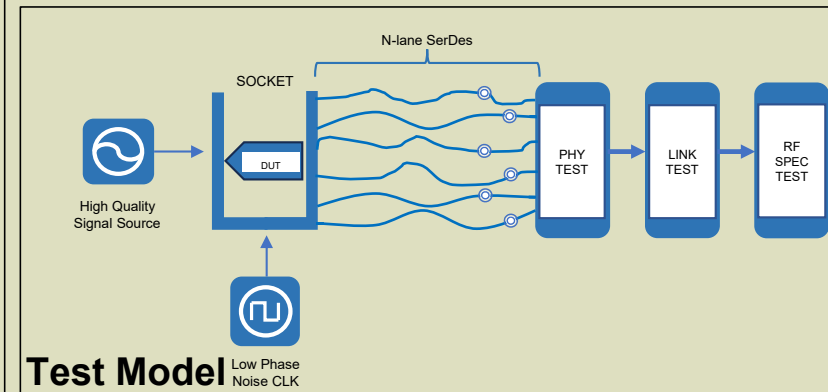 N-lane SerDes
SOCKET
DUT
High Quality
Signal Source
PHY
TEST
LINK
TEST
RF
SPEC
TEST
Test Model
Low Phase
Noise CLK